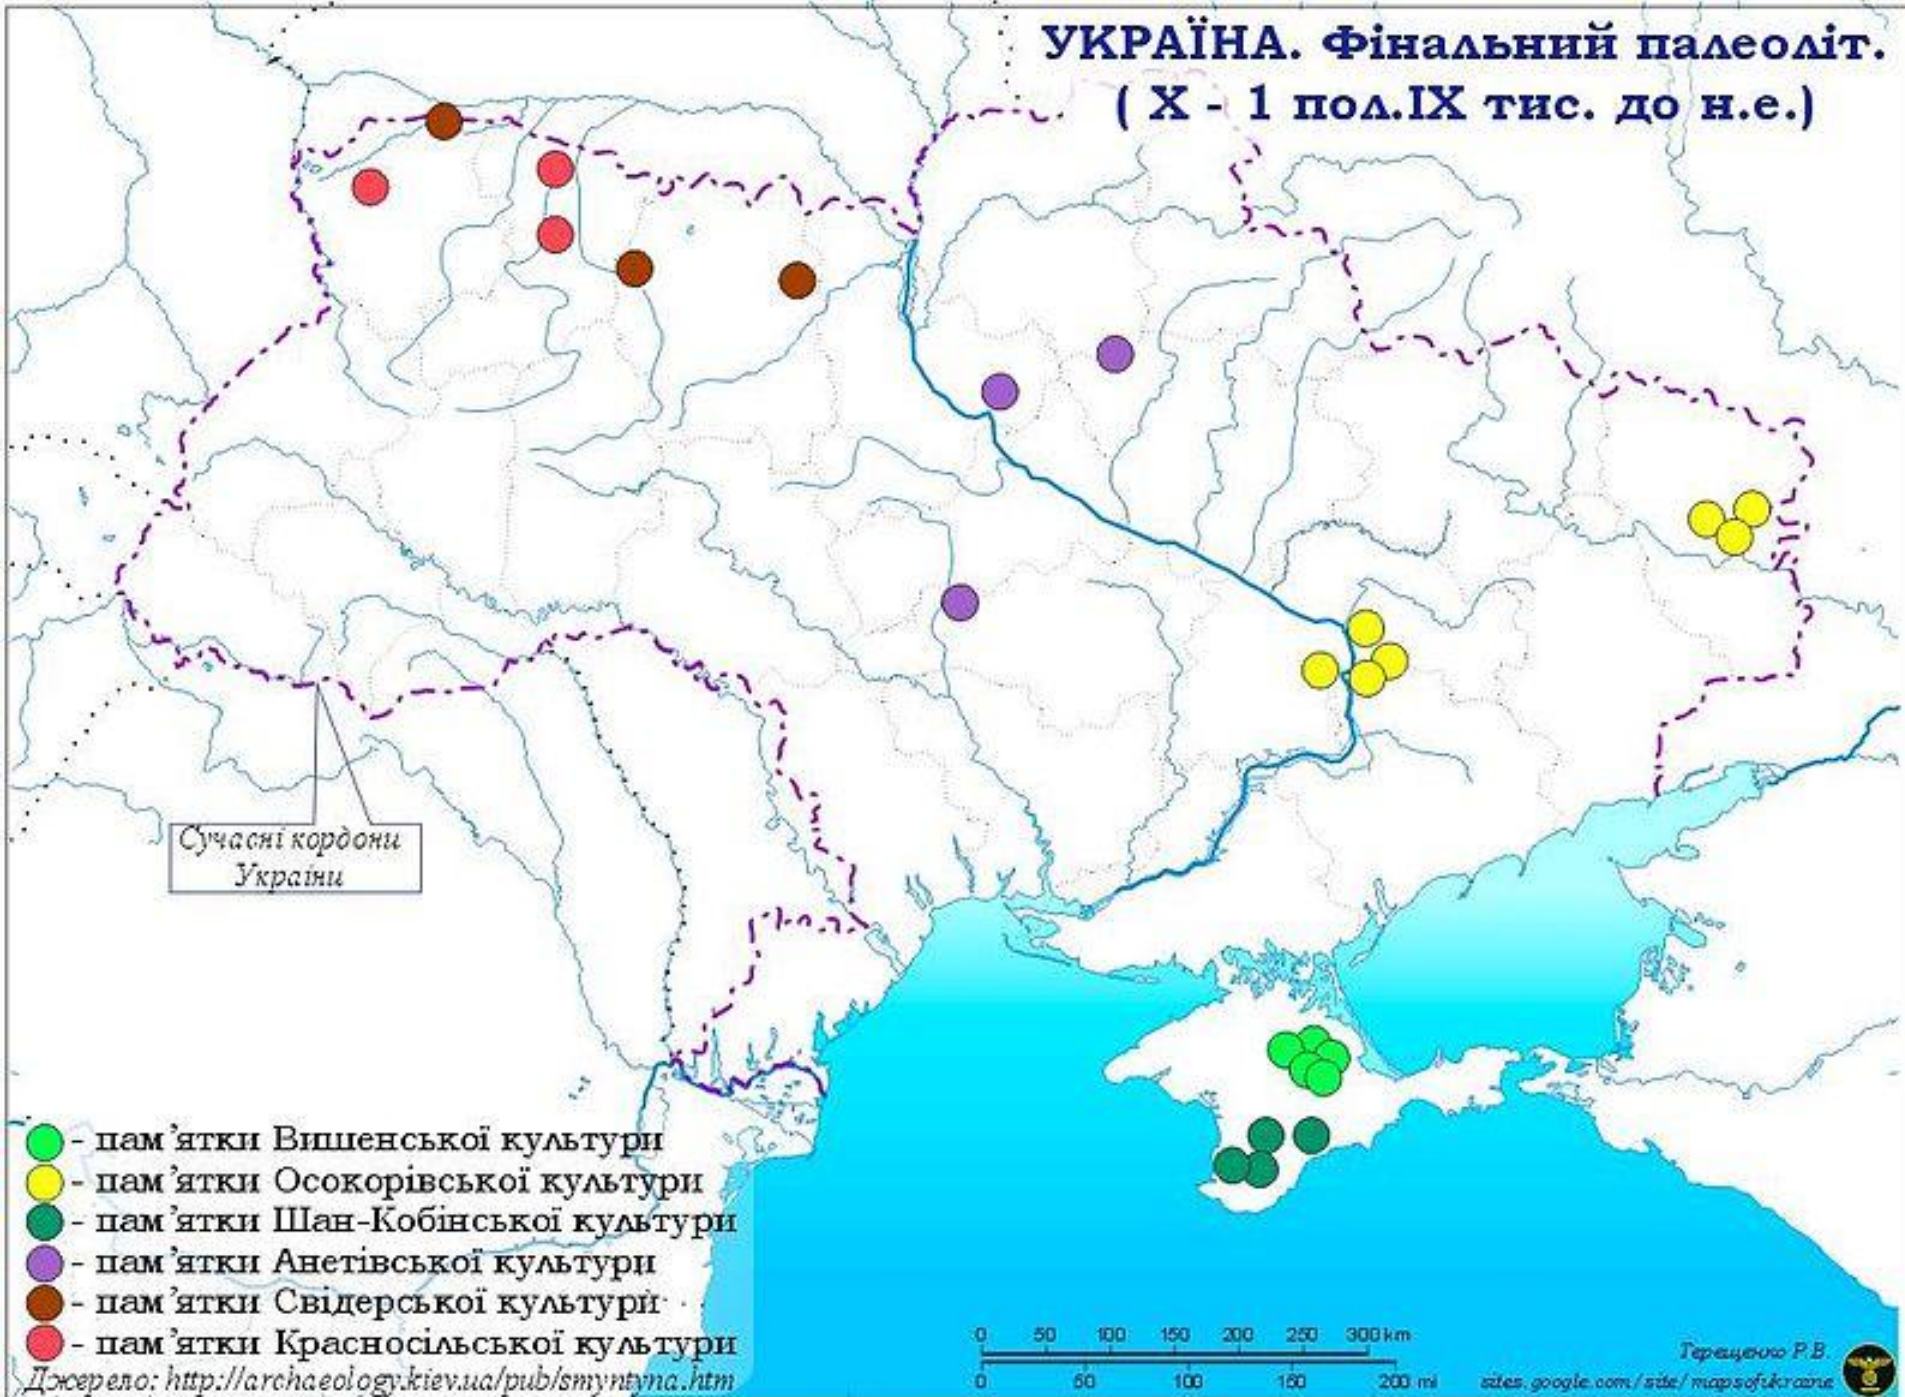 УКРАЇНА. Фінальний палеоліт.
( X - 1 пол.IX тис. до н.е.)
Сучасні кордони
України
- пам'ятки Вишенської культури
- пам'ятки Осокорівської культури
- пам'ятки Шан-Кобінської культури
- пам'ятки Анетівської культури
- пам'ятки Свідерської культури
- пам'ятки Красносільської культури
Джерело: http://archaeology.kiev.ua/pub/smyntyna.htm
0 50 100 150 200 250 300 km
0 50 100 150 200 mi
Терещенко Р.В.
sites.google.com/site/mapsofukraine